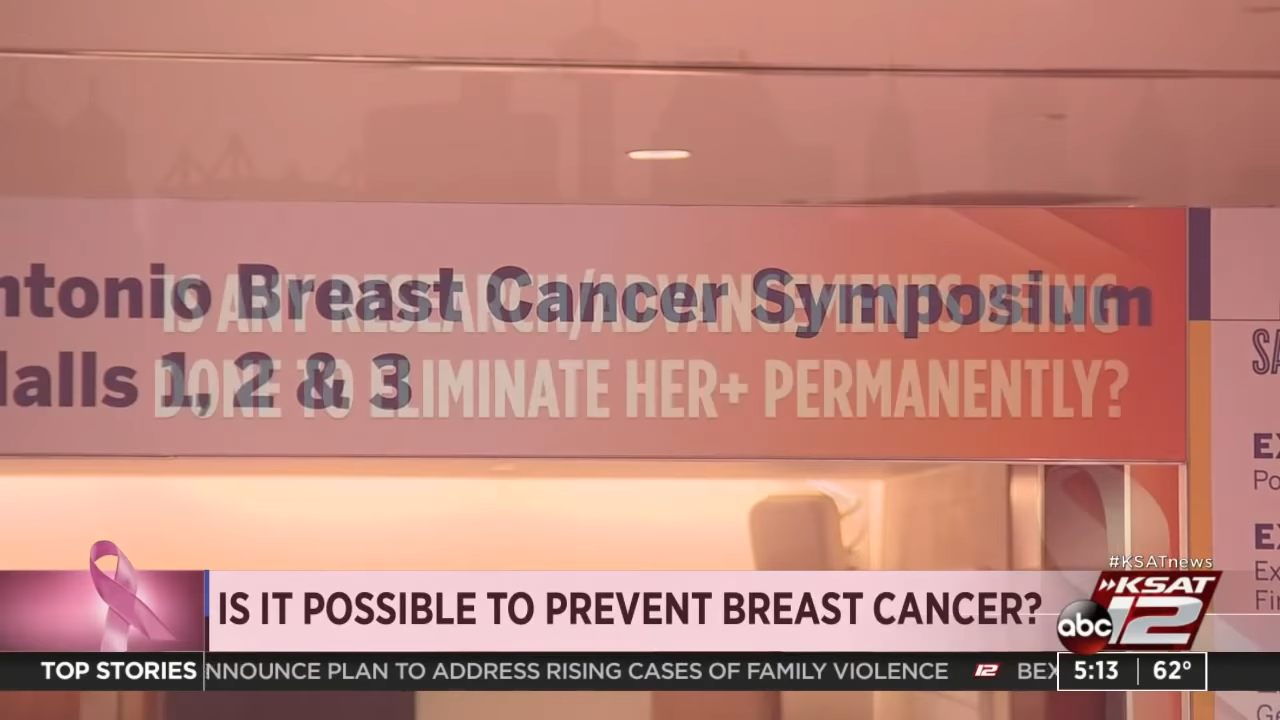 ntonio Breast Cancer Symposium
Halls 1, 2 & 3
IS ANY RESEARCH/ADVANCEMENTS BEING
DONE TO ELIMINATE HER+ PERMANENTLY?
SA
EX
Po
EX
Ex
Fi
#KSATnews
KSAT
abc 12
IS IT POSSIBLE TO PREVENT BREAST CANCER?
TOP STORIES
NNOUNCE PLAN TO ADDRESS RISING CASES OF FAMILY VIOLENCE 12 BEX
5:13 62°